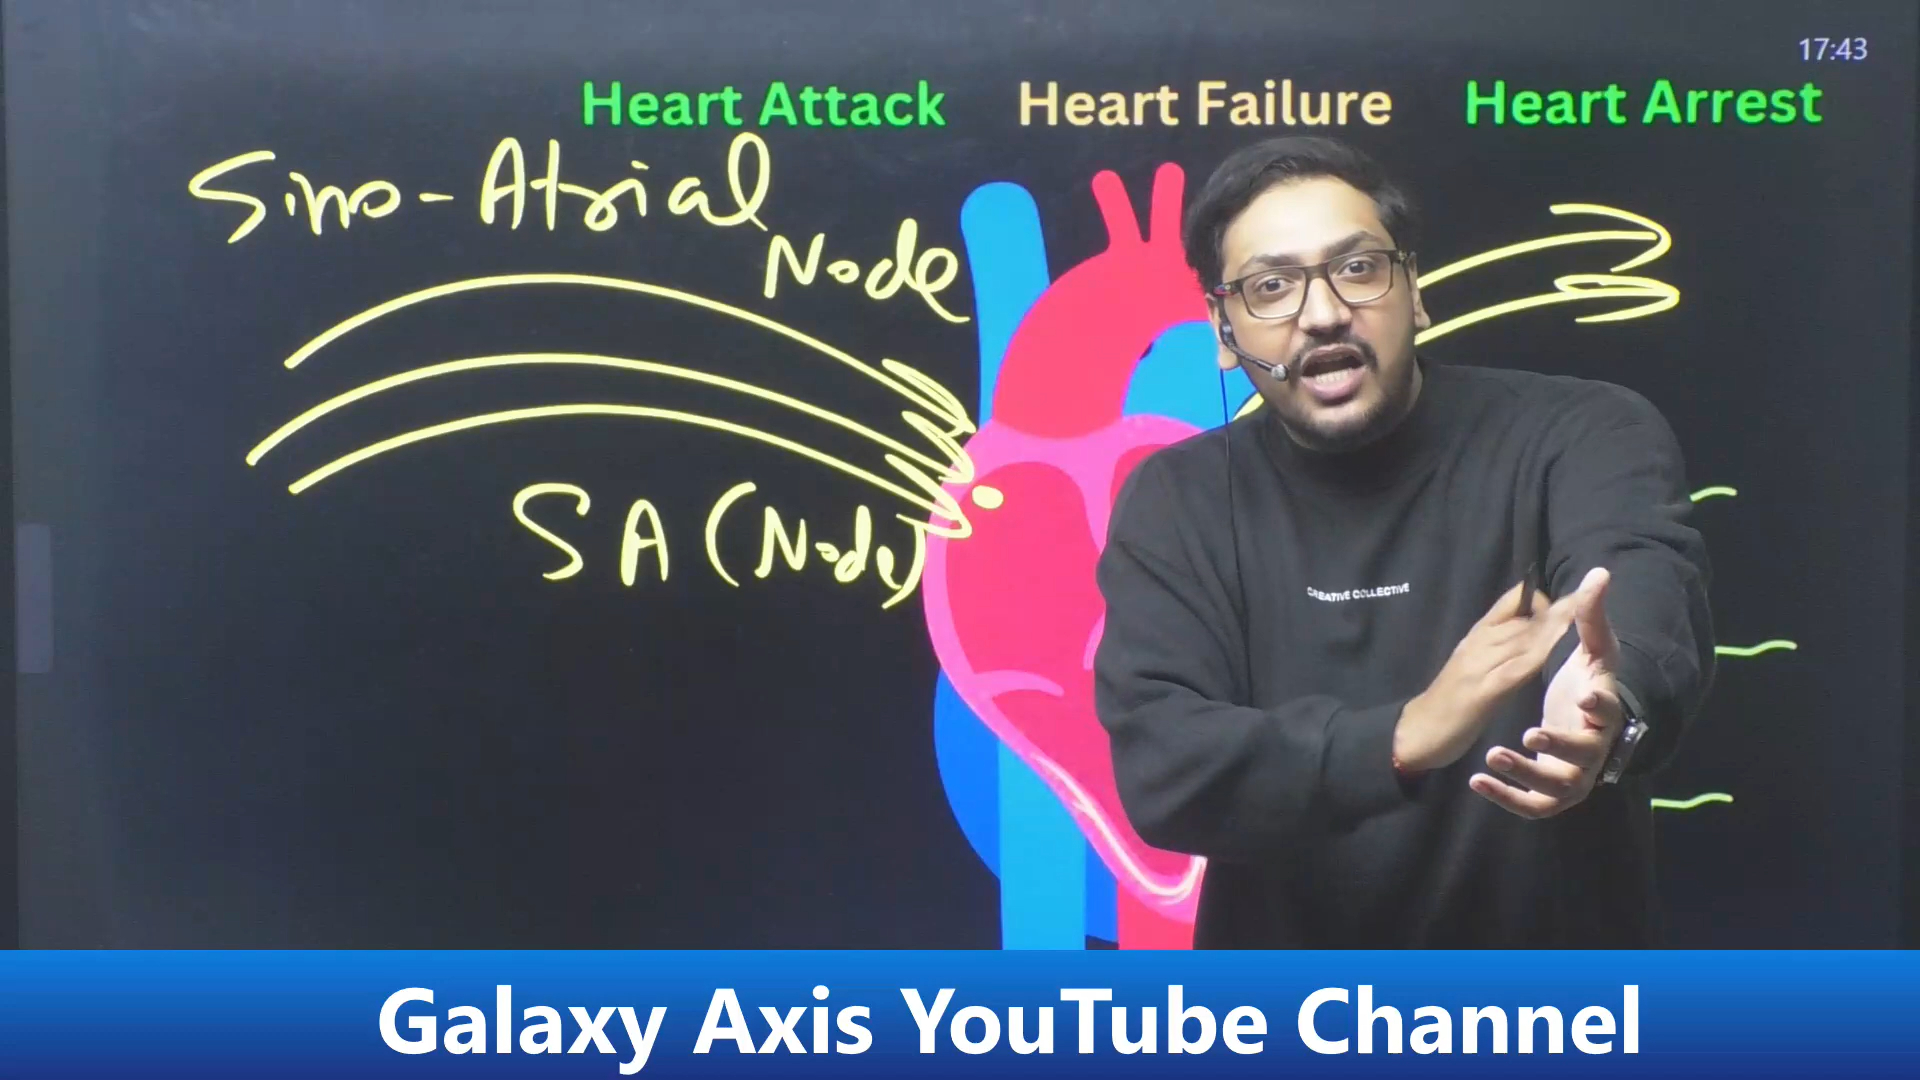 17:43
Heart Attack Heart Failure Heart Arrest
Sino-Atrial
Node
SA (Node)
CREATIVE COLLECTIVE
Galaxy Axis YouTube Channel